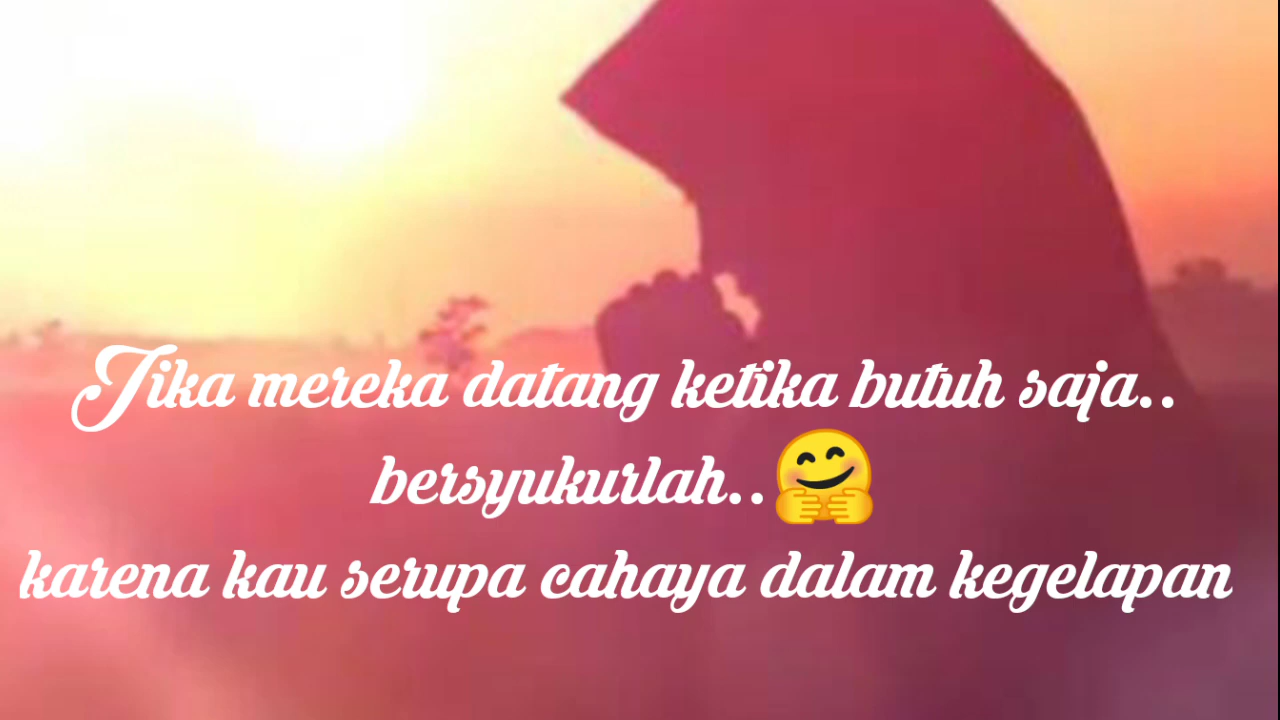 Jika mereka datang ketika butuh saja..
bersyukurlah..🤗
karena kau serupa cahaya dalam kegelapan